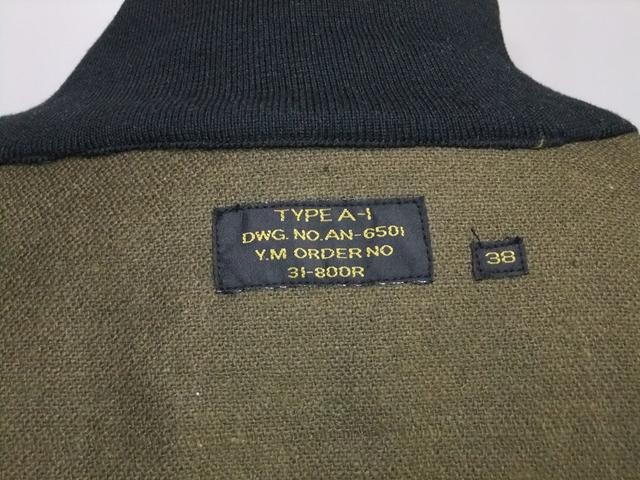 TYPE A-1
DWG. NO. AN-6501
Y.M ORDER NO
31-800R
38